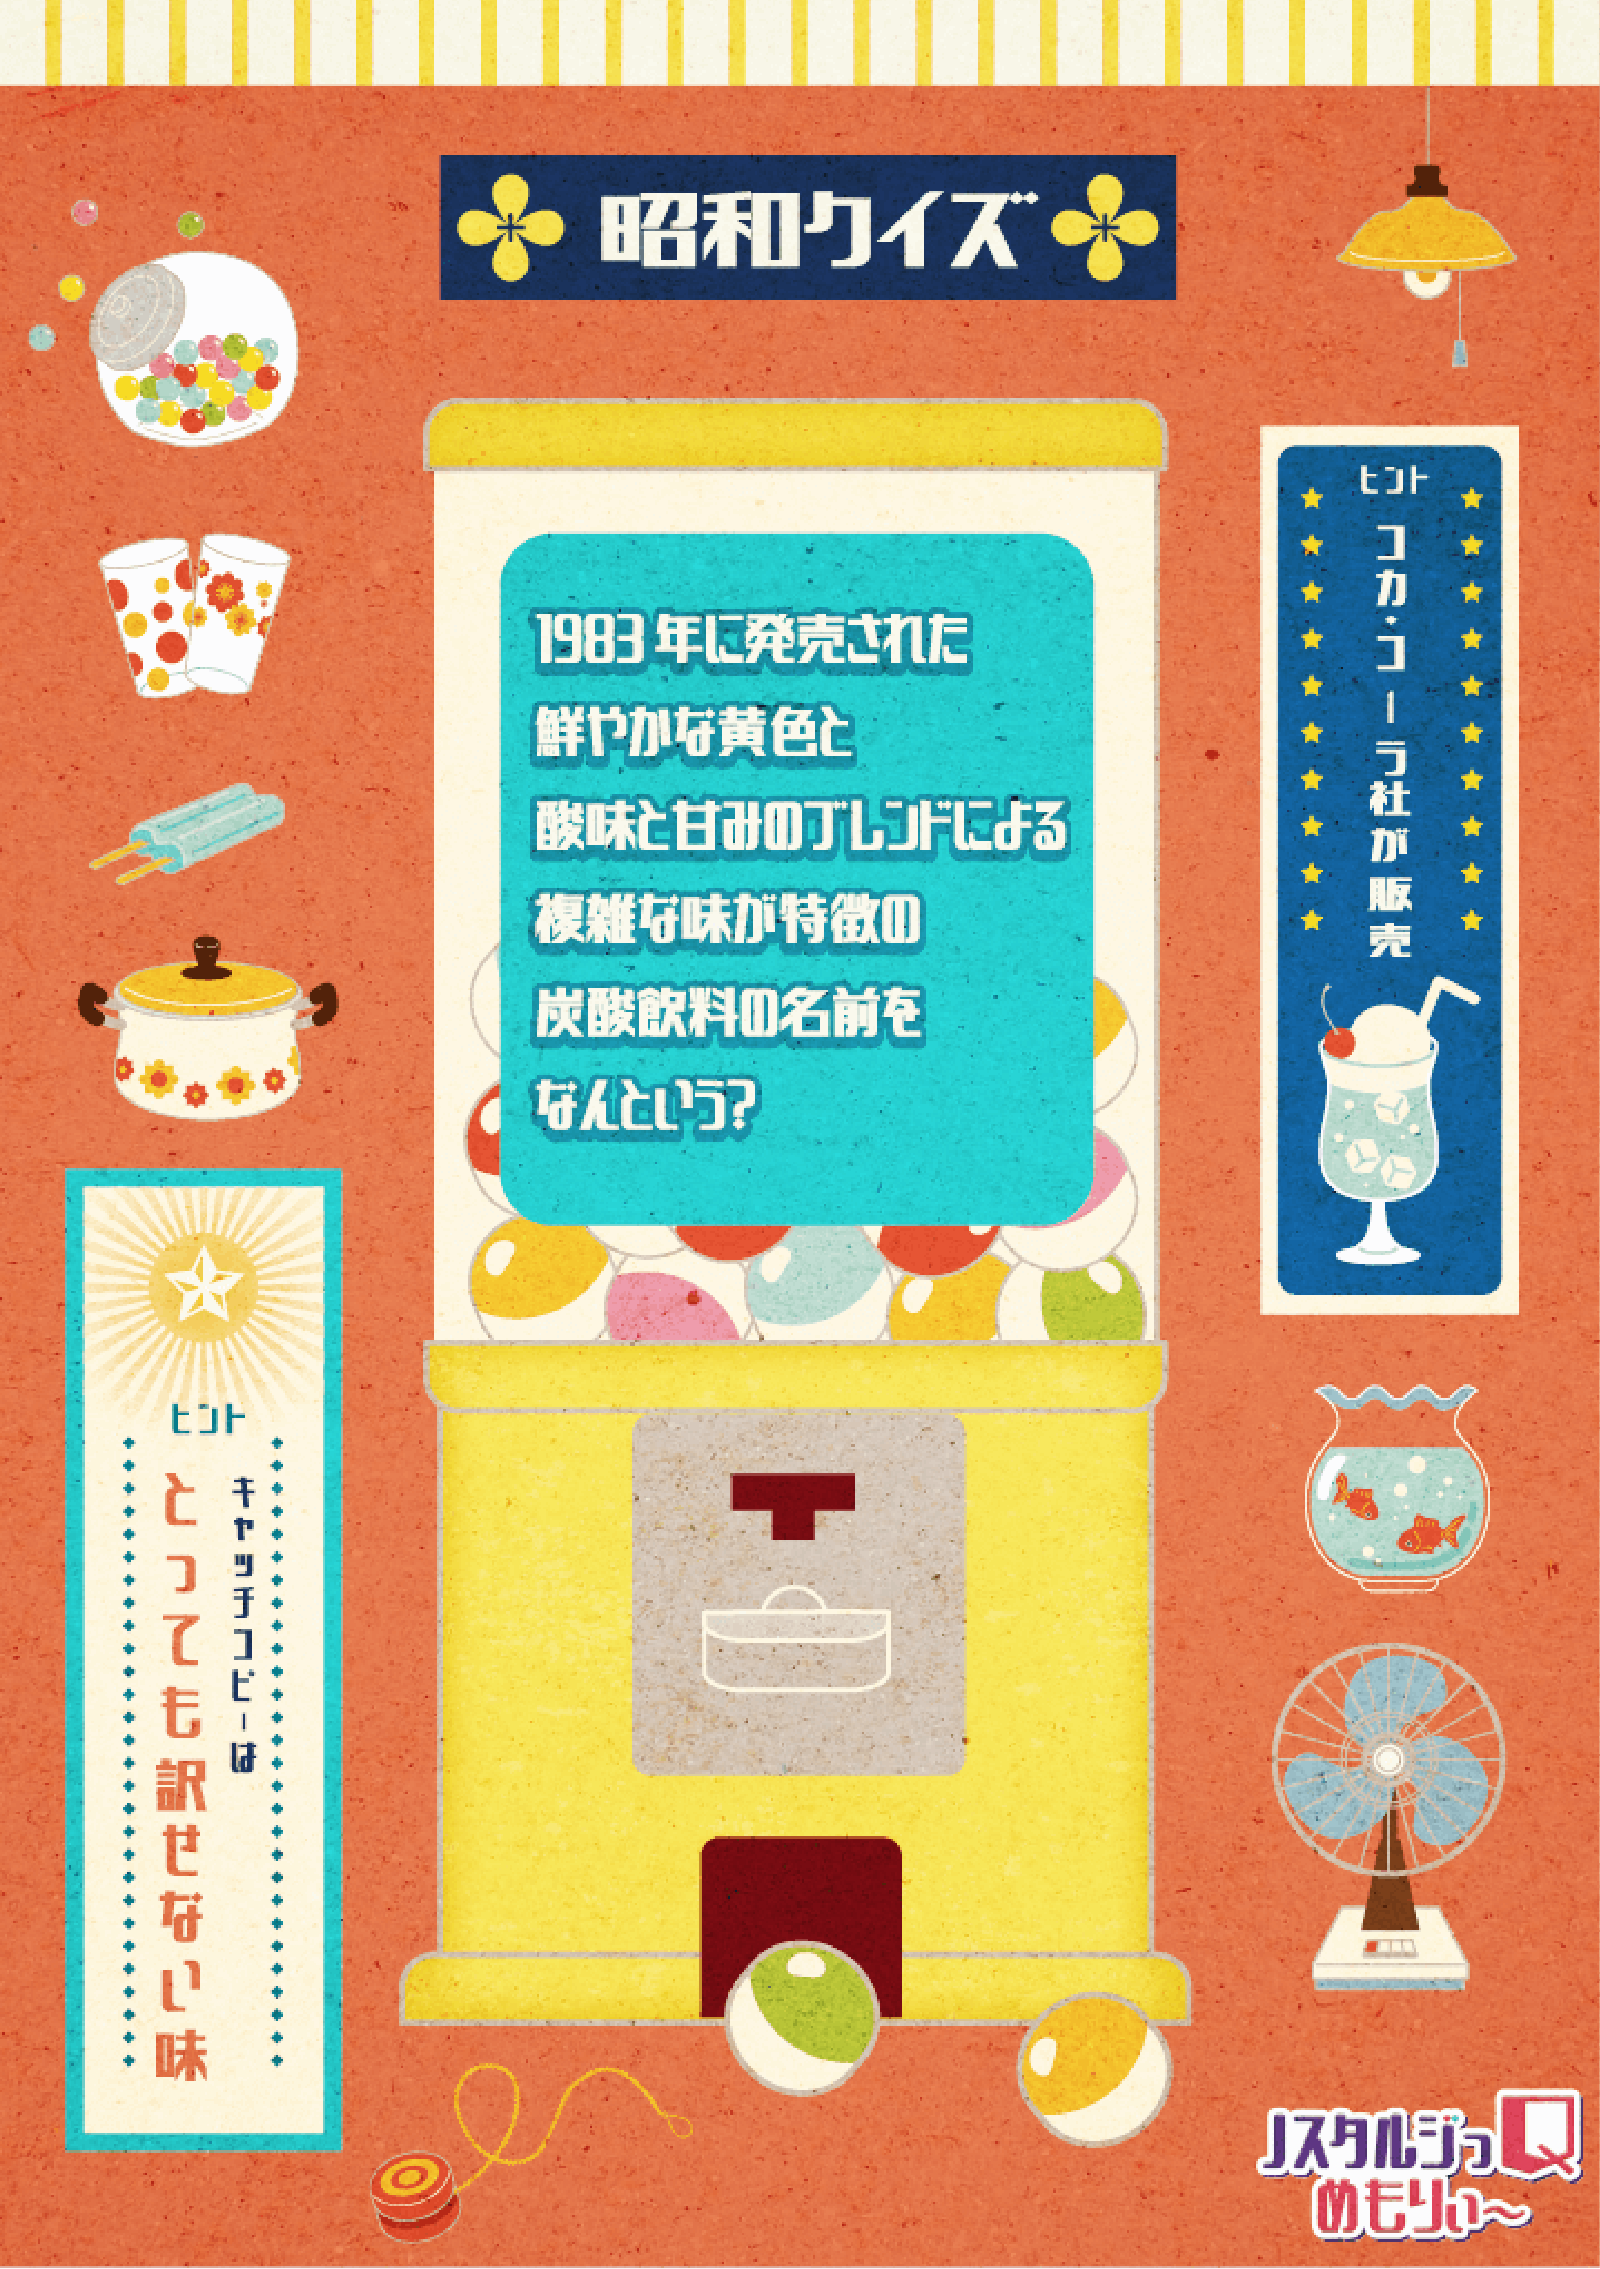 昭和クイズ
1983年に発売された
鮮やかな黄色と
酸味と甘みのブレンドによる
複雑な味が特徴の
炭酸飲料の名前を
なんという?
ヒント
コカ・コーラ社が販売
ヒント
キャッチコピーは
とっても訳せない味
ノスタルジっQ
めもりぃ〜